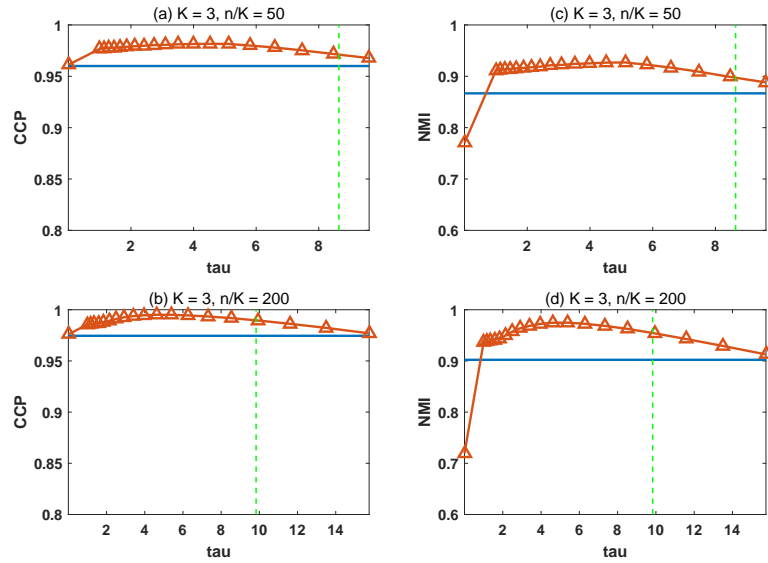 (a) K = 3, n/K = 50
1
0.95
0.9
0.85
0.8
CCP
2 4 6 8
tau
(c) K = 3, n/K = 50
1
0.9
0.8
0.7
0.6
NMI
2 4 6 8
tau
(b) K = 3, n/K = 200
1
0.95
0.9
0.85
0.8
CCP
2 4 6 8 10 12 14
tau
(d) K = 3, n/K = 200
1
0.9
0.8
0.7
0.6
NMI
2 4 6 8 10 12 14
tau